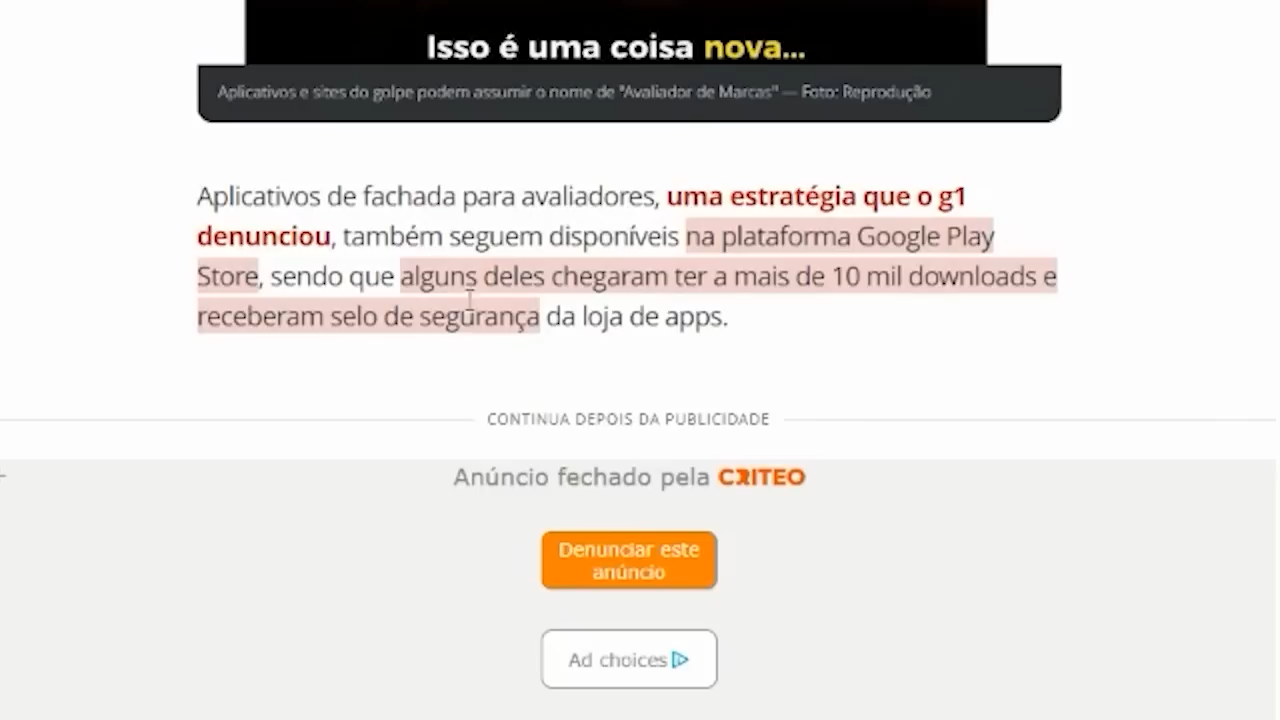 Isso é uma coisa nova...
Aplicativos e sites do golpe podem assumir o nome de "Avaliador de Marcas" — Foto: Reprodução
Aplicativos de fachada para avaliadores, uma estratégia que o g1
denunciou, também seguem disponíveis na plataforma Google Play
Store, sendo que alguns deles chegaram ter a mais de 10 mil downloads e
receberam selo de segurança da loja de apps.
CONTINUA DEPOIS DA PUBLICIDADE
Anúncio fechado pela CRITEO
Denunciar este
anúncio
Ad choices